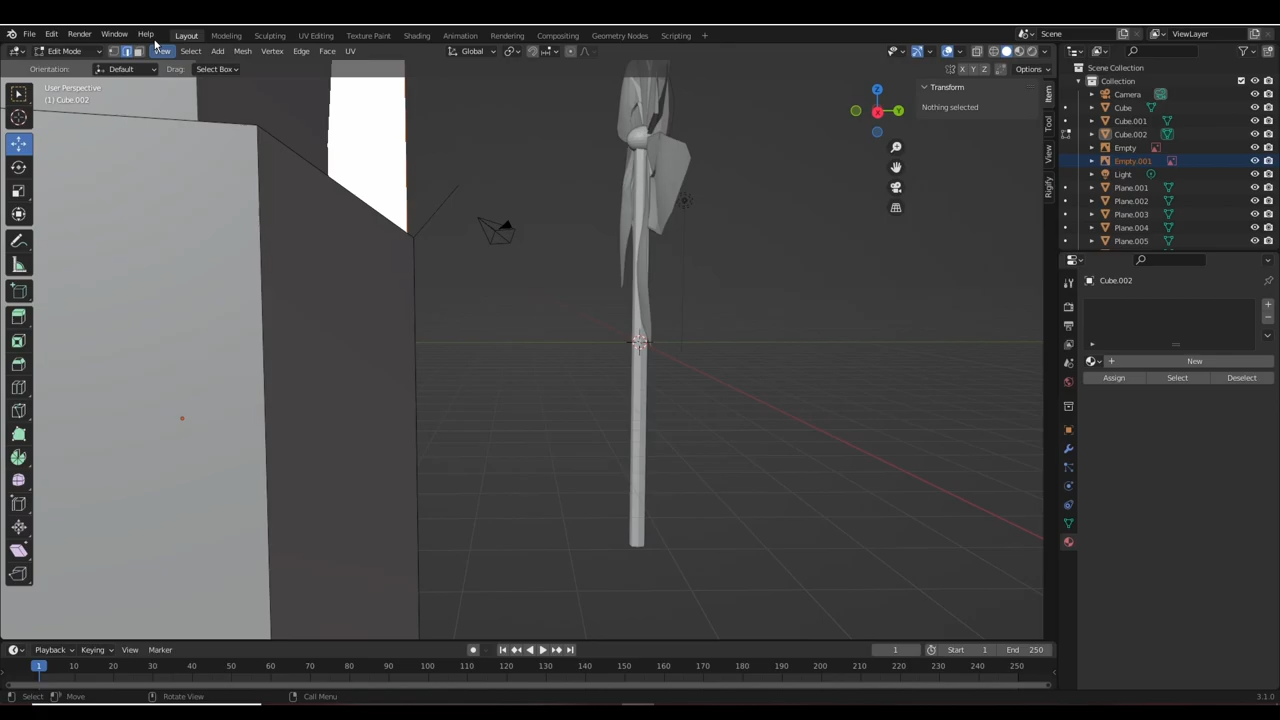 File Edit Render Window Help Layout Modeling Sculpting UV Editing Texture Paint Shading Animation Compositing Geometry Nodes Scripting + Scene ViewLayer
Edit Mode View Select Add Mesh Vertex Edge Face UV Global
Orientation: Default Drag: Select Box X Y Z Options
User Perspective
(1) Cube.002
Transform
Nothing selected
Z
Y
X
Item
Tool
View
Rigify
Scene Collection
Collection
Camera
Cube
Cube.001
Cube.002
Empty
Empty.001
Light
Plane.001
Plane.002
Plane.003
Plane.004
Plane.005
Cube.002
New
Assign Select Deselect
Playback Keying View Marker 1 Start 1 End 250
1 10 20 30 40 50 60 70 80 90 100 110 120 130 140 150 160 170 180 190 200 210 220 230 240 250
Select Move Rotate View Call Menu 3.1.0